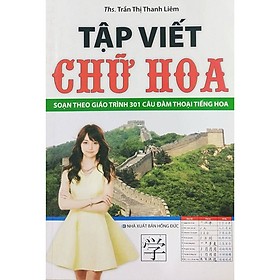 Ths. Trần Thị Thanh Liêm
TẬP VIẾT
CHỮ HOA
SOẠN THEO GIÁO TRÌNH 301 CÂU ĐÀM THOẠI TIẾNG HOA
NHÀ XUẤT BẢN HỒNG ĐỨC
学